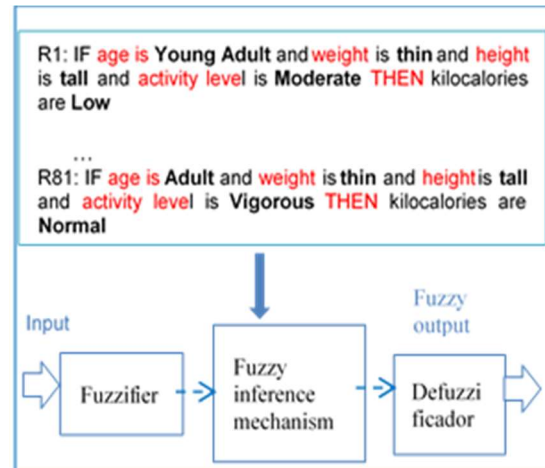 R1: IF age is Young Adult and weight is thin and height
is tall and activity level is Moderate THEN kilocalories
are Low
...
R81: IF age is Adult and weight is thin and height is tall
and activity level is Vigorous THEN kilocalories are
Normal
Input
Fuzzy
output
Fuzzifier
Fuzzy
inference
mechanism
Defuzzi
ficador